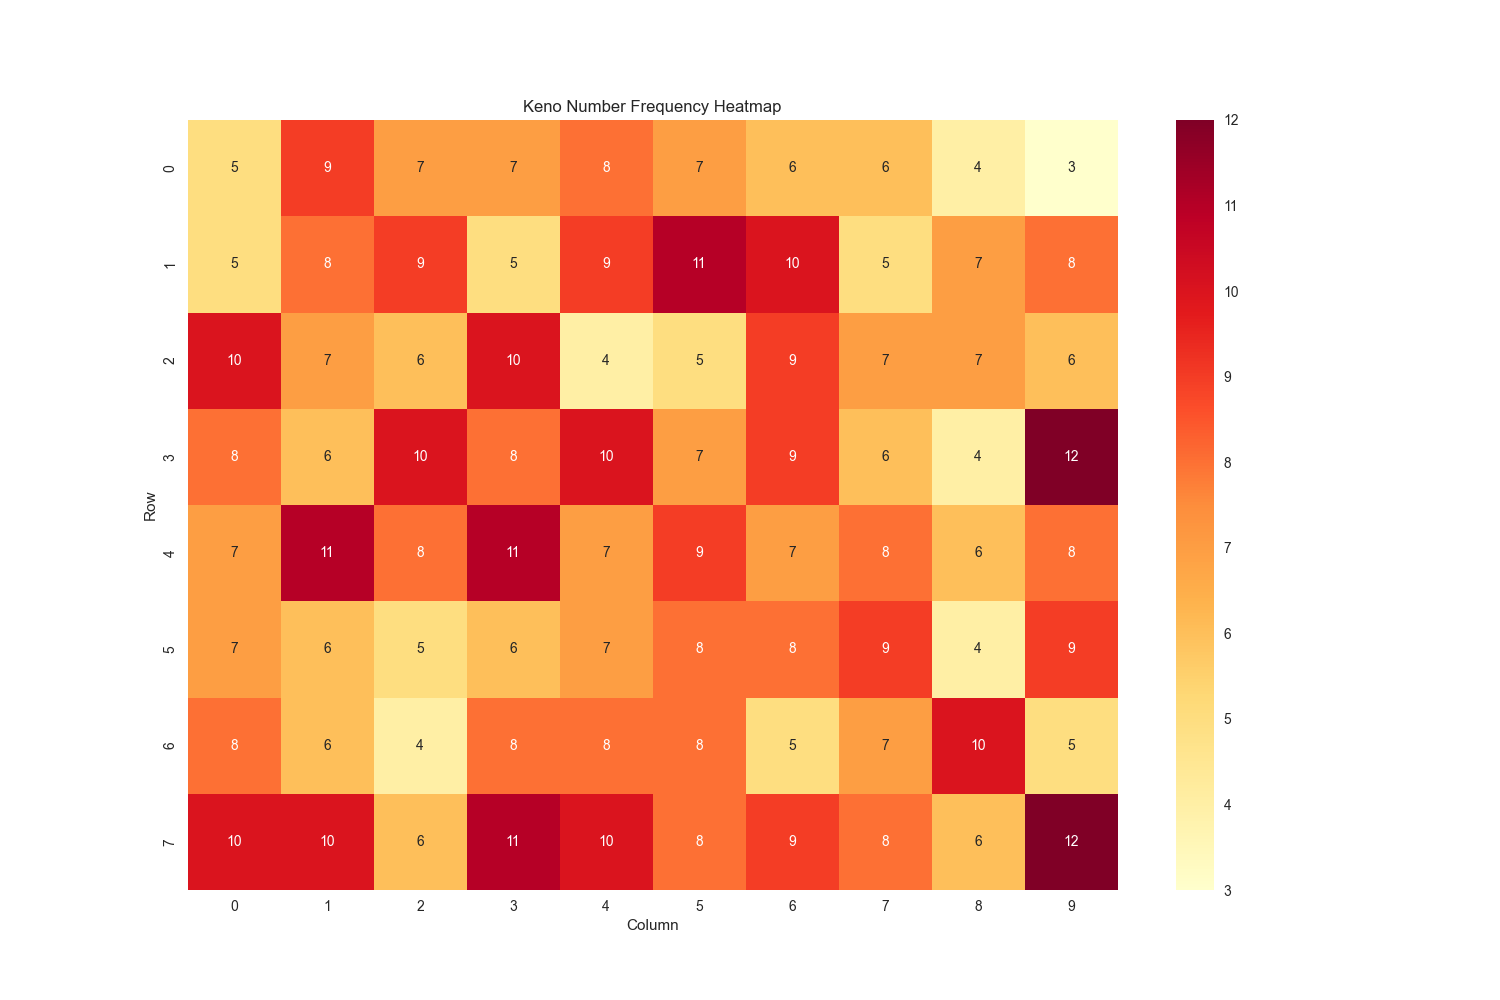 Keno Number Frequency Heatmap
12
0 5 9 7 7 8 7 6 6 4 3
11
1 5 8 9 5 9 11 10 5 7 8
10
2 10 7 6 10 4 5 9 7 7 6
9
3 8 6 10 8 10 7 9 6 4 12
8
Row
4 7 11 8 11 7 9 7 8 6 8
7
5 7 6 5 6 7 8 8 9 4 9
6
5
6 8 6 4 8 8 8 5 7 10 5
4
7 10 10 6 11 10 8 9 8 6 12
3
0 1 2 3 4 5 6 7 8 9
Column